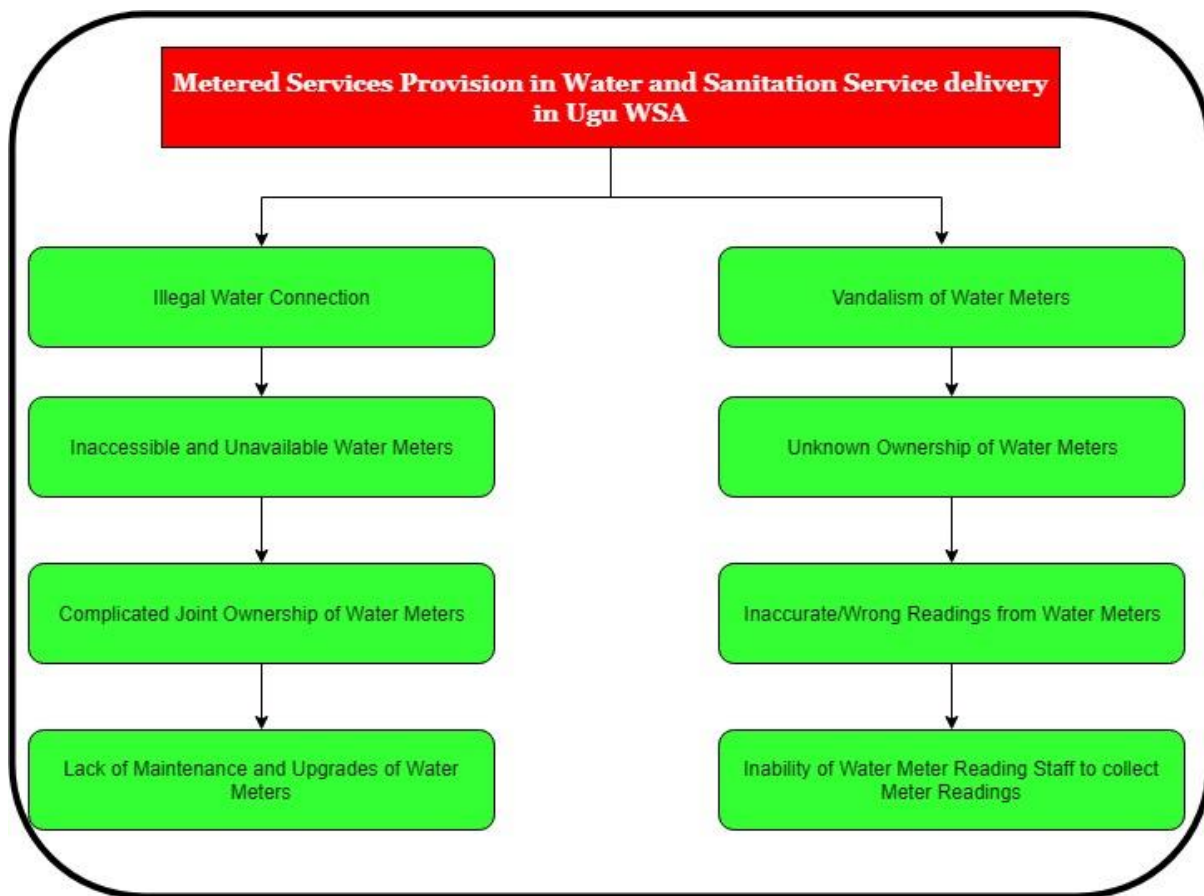 Metered Services Provision in Water and Sanitation Service delivery
in Ugu WSA
Illegal Water Connection
Vandalism of Water Meters
Inaccessible and Unavailable Water Meters
Unknown Ownership of Water Meters
Complicated Joint Ownership of Water Meters
Inaccurate/Wrong Readings from Water Meters
Lack of Maintenance and Upgrades of Water
Meters
Inability of Water Meter Reading Staff to collect
Meter Readings